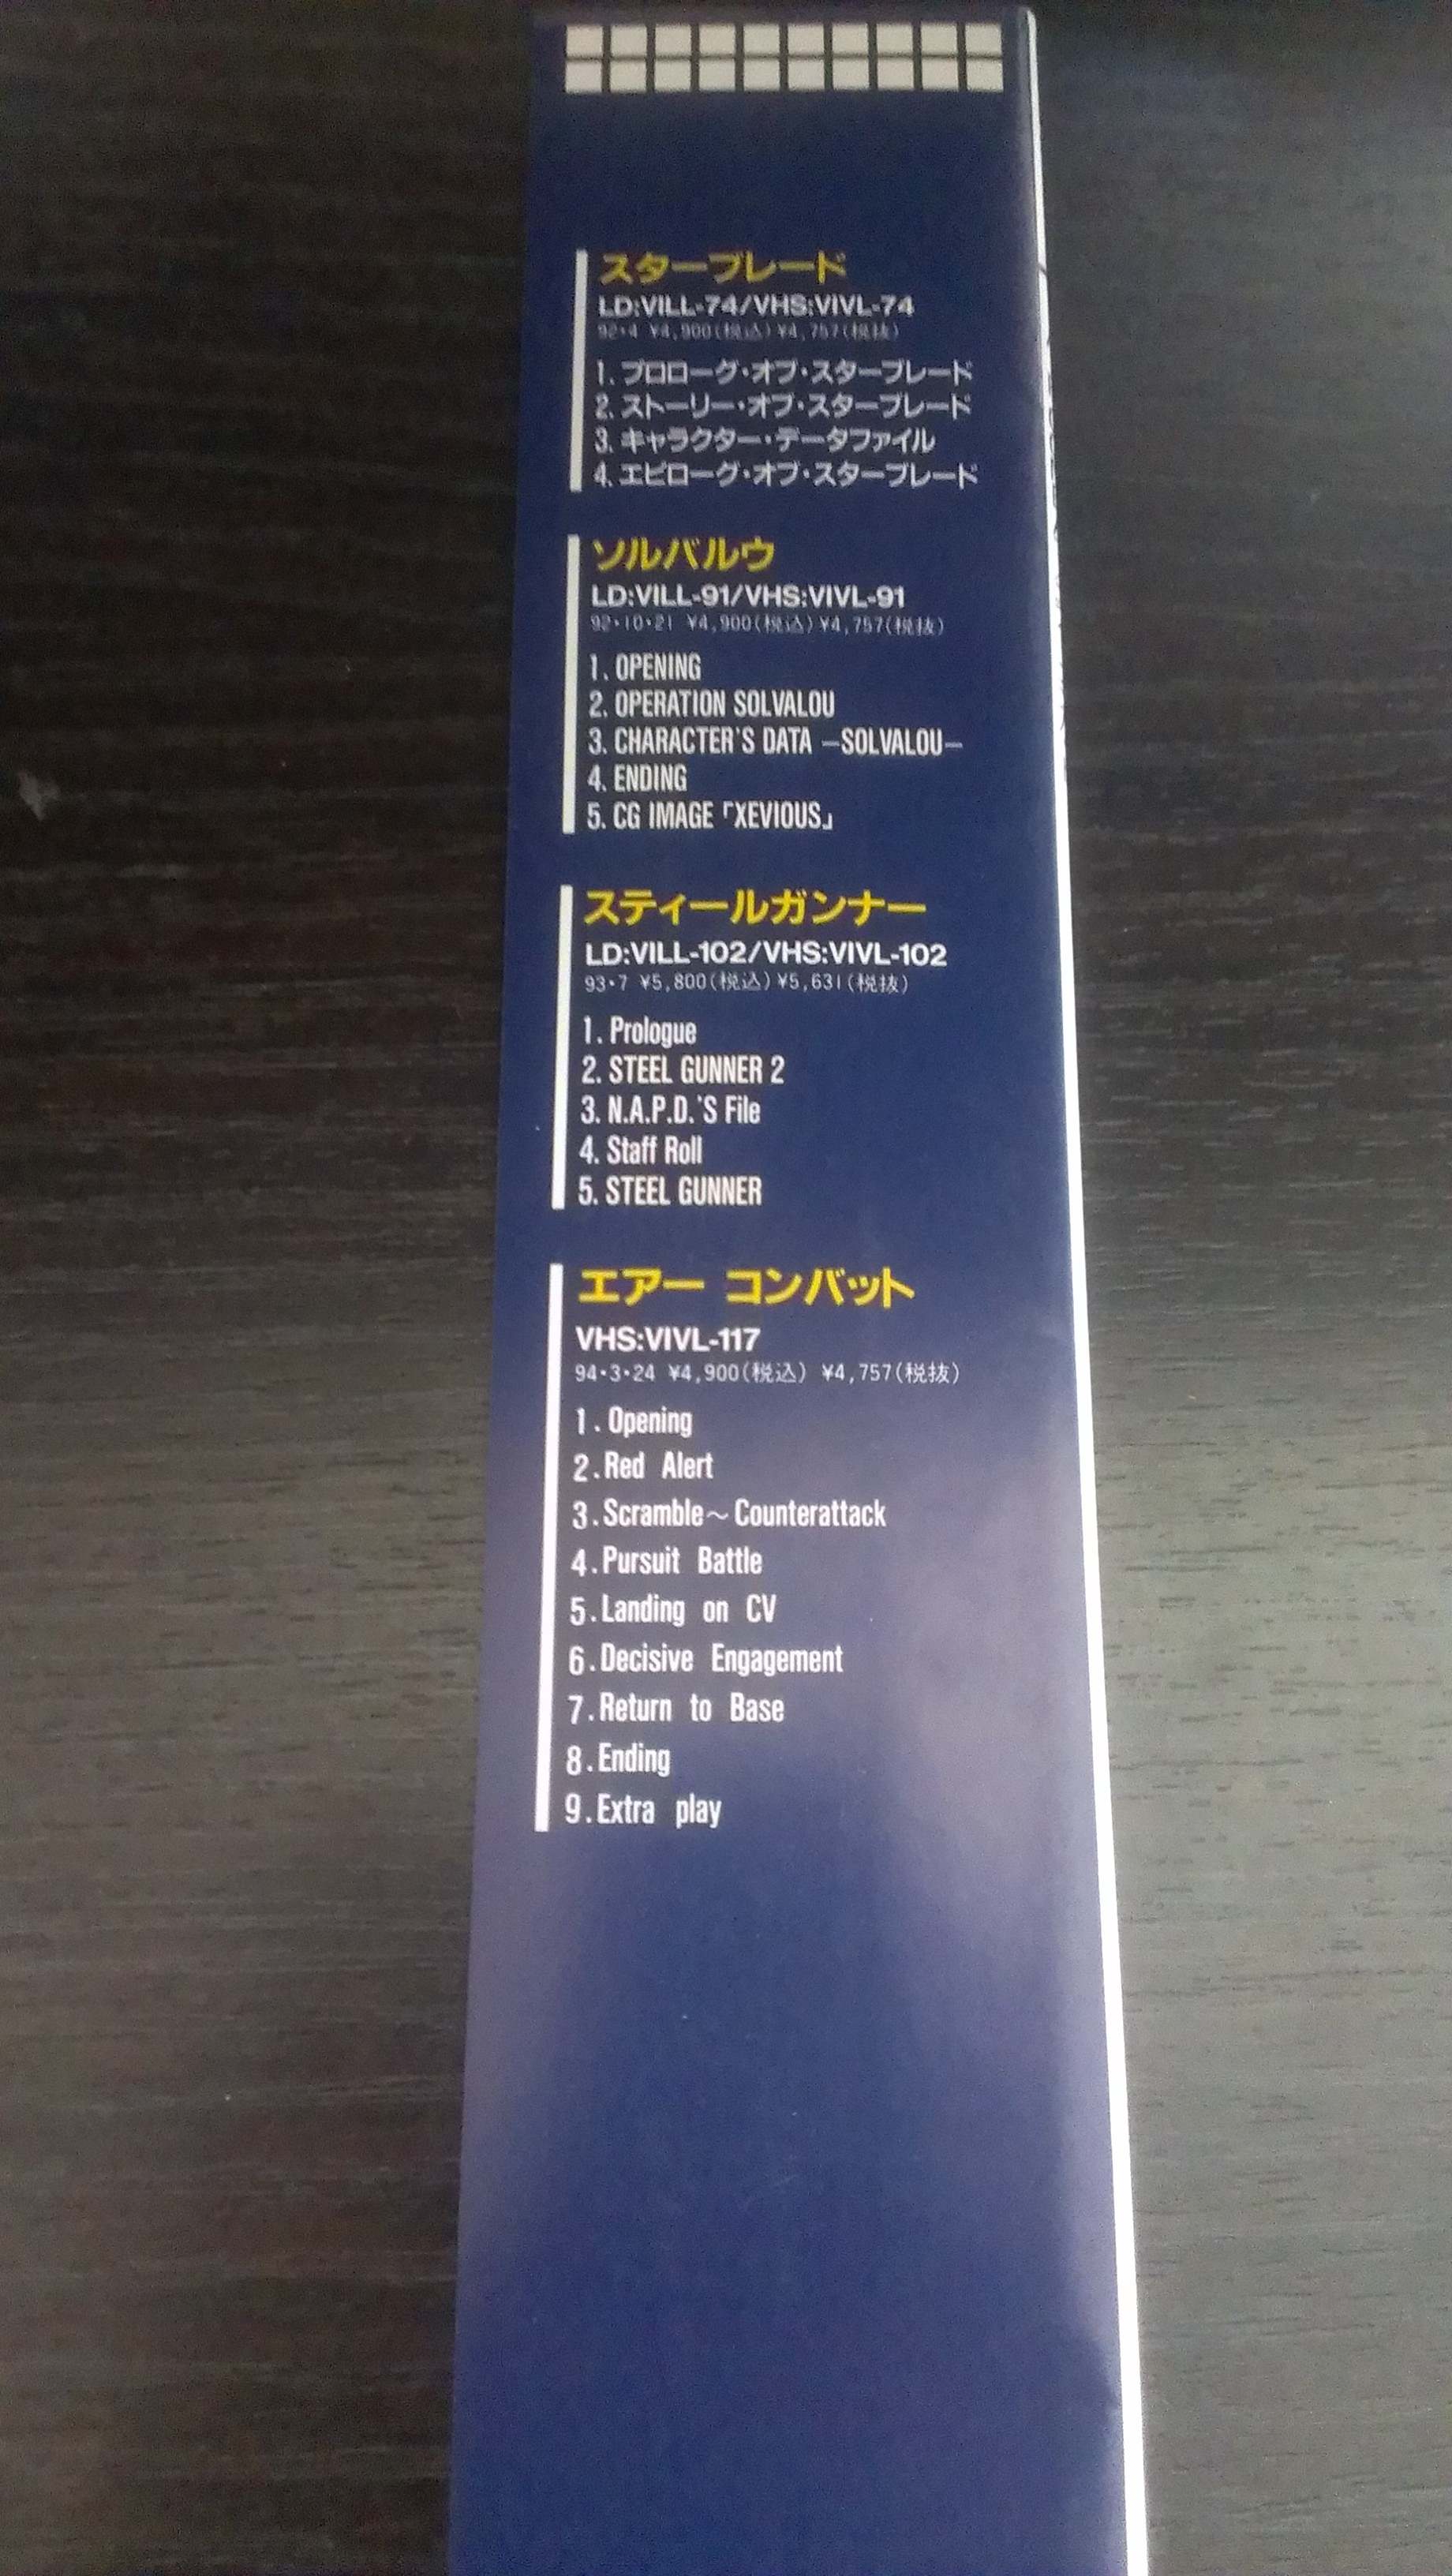 スターブレード
LD:VILL-74/VHS:VIVL-74
92・4 ¥4,900(税込)¥4,757(税抜)
1. プロローグ・オブ・スターブレード
2. ストーリー・オブ・スターブレード
3. キャラクター・データファイル
4. エピローグ・オブ・スターブレード
ソルバルウ
LD:VILL-91/VHS:VIVL-91
92・10・21 ¥4,900(税込)¥4,757(税抜)
1. OPENING
2. OPERATION SOLVALOU
3. CHARACTER'S DATA —SOLVALOU—
4. ENDING
5. CG IMAGE「XEVIOUS」
スティールガンナー
LD:VILL-102/VHS:VIVL-102
93・7 ¥5,800(税込)¥5,631(税抜)
1. Prologue
2. STEEL GUNNER 2
3. N.A.P.D.'S File
4. Staff Roll
5. STEEL GUNNER
エアー コンバット
VHS:VIVL-117
94・3・24 ¥4,900(税込) ¥4,757(税抜)
1. Opening
2. Red Alert
3. Scramble～Counterattack
4. Pursuit Battle
5. Landing on CV
6. Decisive Engagement
7. Return to Base
8. Ending
9. Extra play